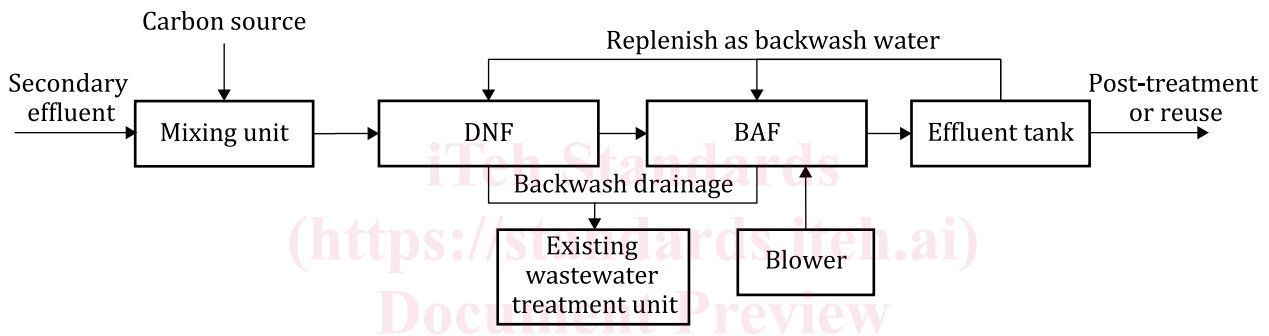 Carbon source
Replenish as backwash water
Secondary
effluent
Post-treatment
or reuse
Mixing unit
DNF
BAF
Effluent tank
iTeh Standards
Backwash drainage
(https://standards.iteh.ai)
Existing
wastewater
treatment unit
Blower
Document Preview